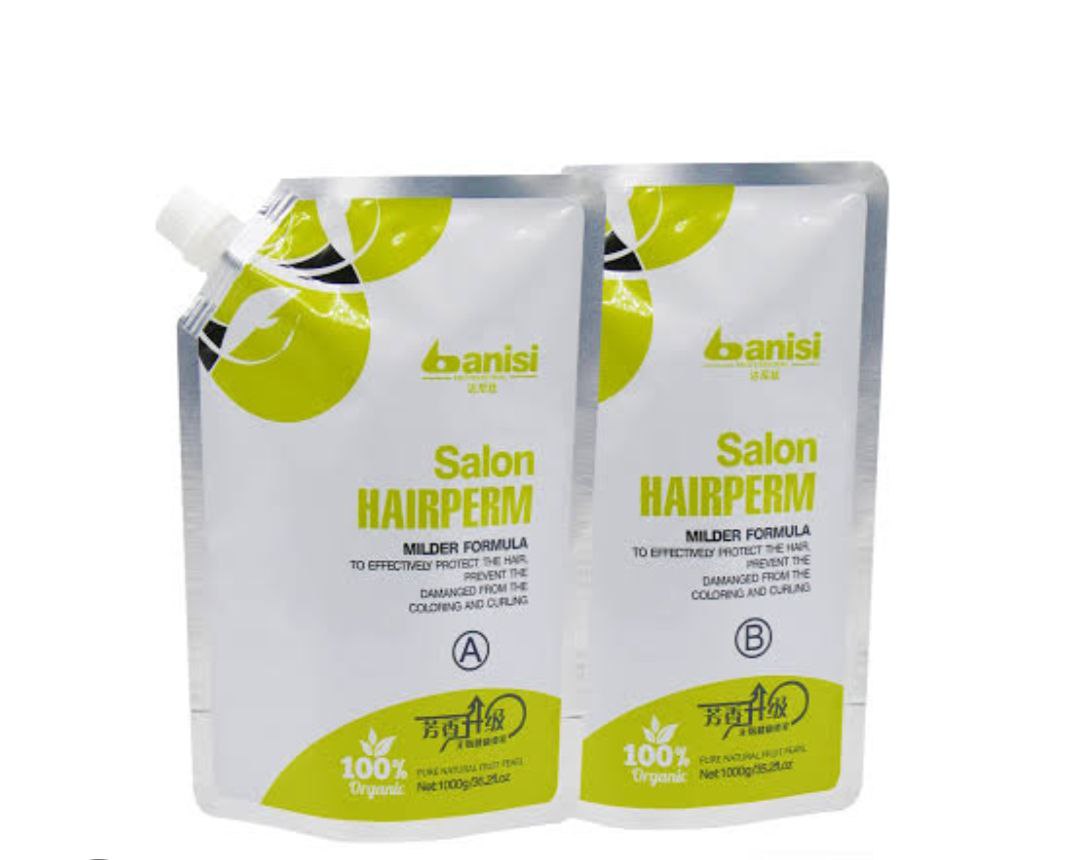 banisi
Salon
HAIRPERM
MILDER FORMULA
TO EFFECTIVELY PROTECT THE HAIR,
PREVENT THE
DAMANGED FROM THE
COLORING AND CURLING
A
芳香升级
100%
Organic
PURE NATURAL FRUIT PEARL
Net:1000g/35.2fl.oz
banisi
Salon
HAIRPERM
MILDER FORMULA
TO EFFECTIVELY PROTECT THE HAIR,
PREVENT THE
DAMANGED FROM THE
COLORING AND CURLING
B
芳香升级
100%
Organic
PURE NATURAL FRUIT PEARL
Net:1000g/35.2fl.oz